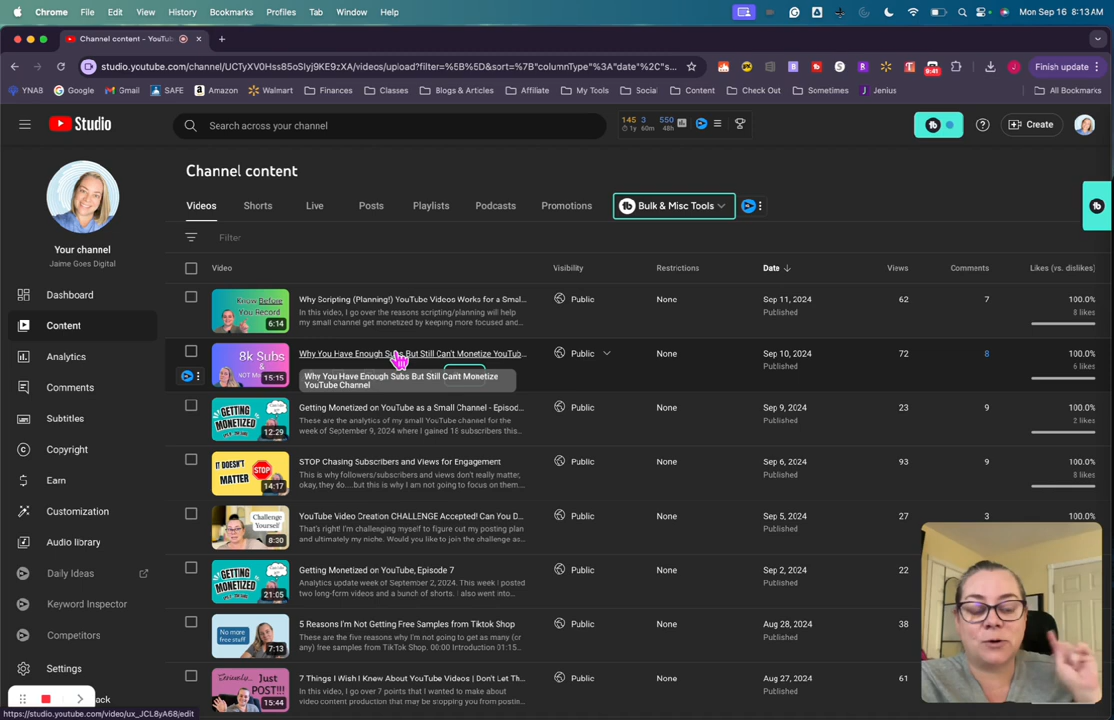 Chrome File Edit View History Bookmarks Profiles Tab Window Help Mon Sep 16 8:13 AM
Channel content - YouTub
studio.youtube.com/channel/UCTyXV0Hss85oSIyj9KE9zXA/videos/upload?filter=%5B%5D&sort=%7B"columnType"%3A"date"%2C"s... 9:41 Finish update
YNAB Google Gmail SAFE Amazon Walmart Finances Classes Blogs & Articles Affiliate My Tools Social Content Check Out Sometimes Jenius All Bookmarks
Studio Search across your channel 145 3 550 Create
1y 60m 48h
Channel content
Videos Shorts Live Posts Playlists Podcasts Promotions Bulk & Misc Tools
Filter
Your channel
Jaime Goes Digital
Dashboard
Content
Analytics
Comments
Subtitles
Copyright
Earn
Customization
Audio library
Daily Ideas
Keyword Inspector
Competitors
Settings
Video Visibility Restrictions Date Views Comments Likes (vs. dislikes)
Know Before You Record
6:14
Why Scripting (Planning!) YouTube Videos Works for a Smal...
In this video, I go over the reasons scripting/planning will help
my small channel get monetized by keeping more focused and...
Public None Sep 11, 2024 62 7 100.0%
Published 8 likes
8k Subs
&
15:15
Why You Have Enough Subs But Still Can't Monetize YouTub...
Why You Have Enough Subs But Still Can't Monetize
YouTube Channel
Public None Sep 10, 2024 72 8 100.0%
Published 6 likes
GETTING
MONETIZED
12:29
Getting Monetized on YouTube as a Small Channel - Episod...
These are the analytics of my small YouTube channel for the
week of September 9, 2024 where I gained 18 subscribers this...
Public None Sep 9, 2024 23 9 100.0%
Published 2 likes
IT DOESN'T
MATTER
STOP
14:17
STOP Chasing Subscribers and Views for Engagement
This is why followers/subscribers and views don't really matter,
okay, they do....but this is why I am not going to focus on them...
Public None Sep 6, 2024 93 9 100.0%
Published 8 likes
Challenge
Yourself
8:20
YouTube Video Creation CHALLENGE Accepted! Can You D...
That's right! I'm challenging myself to figure out my posting plan
and ultimately my niche. Would you like to join the challenge as...
Public None Sep 5, 2024 27 3 100.0%
Published
GETTING
MONETIZED
21:05
Getting Monetized on YouTube, Episode 7
Analytics update week of September 2, 2024. This week I posted
two long-form videos and a bunch of shorts. I also went into...
Public None Sep 2, 2024 22
Published
No more
free stuff
7:13
5 Reasons I'm Not Getting Free Samples from Tiktok Shop
These are the five reasons why I'm not going to get as many (or
any) free samples from TikTok Shop. 00:00 Introduction 01:15...
Public None Aug 28, 2024 38
Published
Seriously...
Just
POST!!!
15:44
7 Things I Wish I Knew About YouTube Videos | Don't Let Th...
In this video, I go over 7 points that I wanted to make about
video content production that may be stopping you from posting...
Public None Aug 27, 2024 61
Published
https://studio.youtube.com/video/ux_JCL8yA68/edit